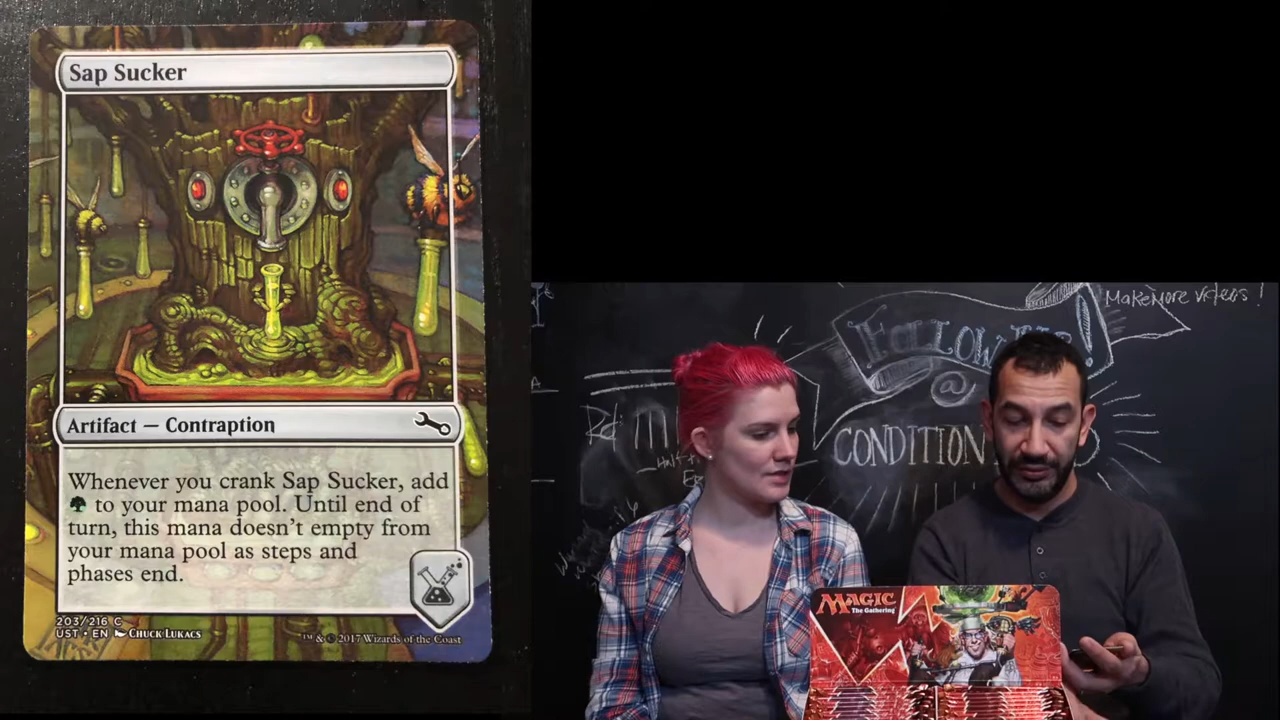 Sap Sucker
Artifact — Contraption
Whenever you crank Sap Sucker, add
to your mana pool. Until end of
turn, this mana doesn't empty from
your mana pool as steps and
phases end.
203/216 C
UST • EN CHUCK LUKACS
™ & © 2017 Wizards of the Coast
Make More Videos !
FOLLOW
@
CONDITION
MAGIC
The Gathering